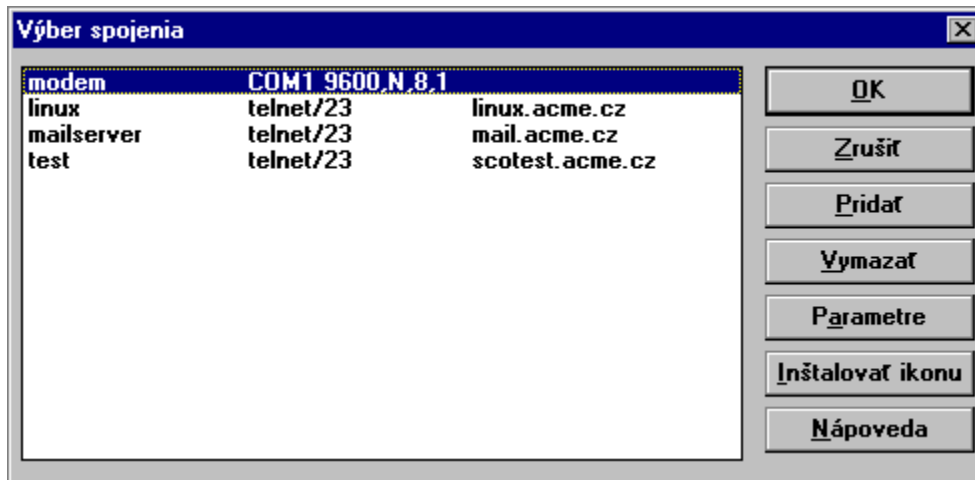 Výber spojenia
modem COM1 9600,N,8,1
linux telnet/23 linux.acme.cz
mailserver telnet/23 mail.acme.cz
test telnet/23 scotest.acme.cz
OK
Zrušiť
Pridať
Vymazať
Parametre
Inštalovať ikonu
Nápoveda